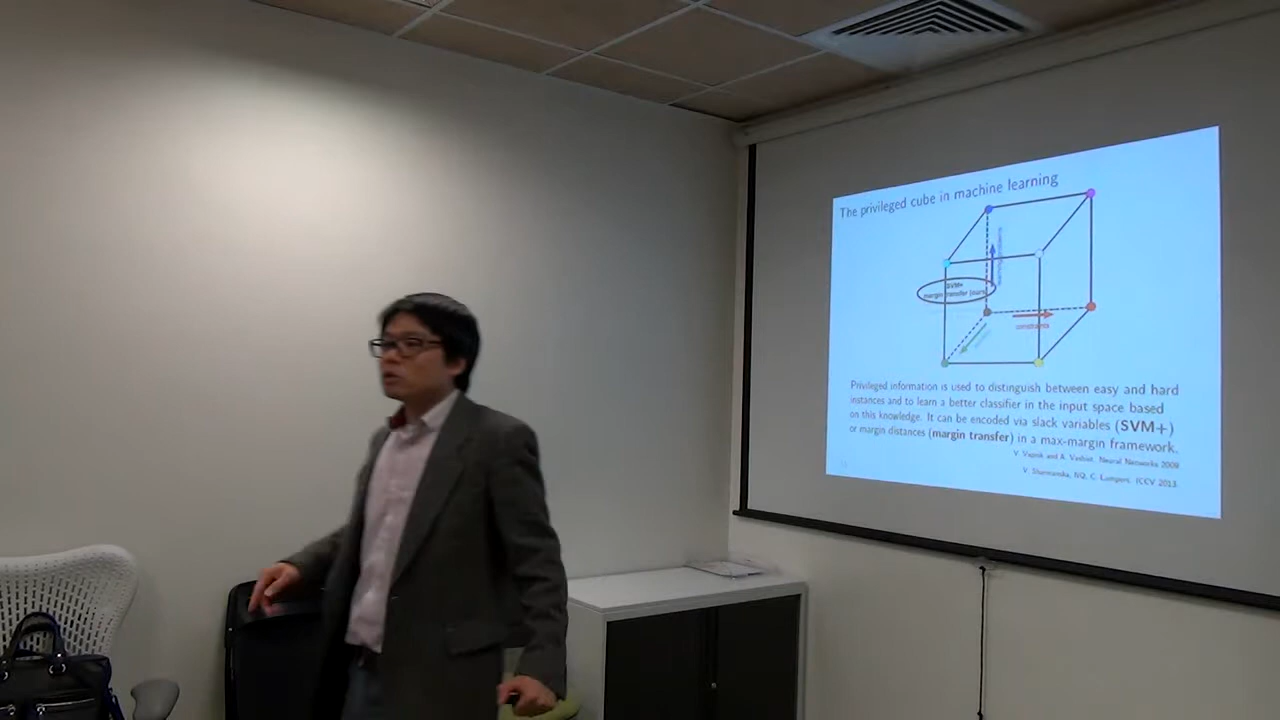 The privileged cube in machine learning
SVM+
margin transfer (ours)
constraints
Privileged information is used to distinguish between easy and hard
instances and to learn a better classifier in the input space based
on this knowledge. It can be encoded via slack variables (SVM+)
or margin distances (margin transfer) in a max-margin framework.
V. Vapnik and A. Vashist. Neural Networks 2009
V. Sharmanska, NQ, C. Lampert. ICCV 2013